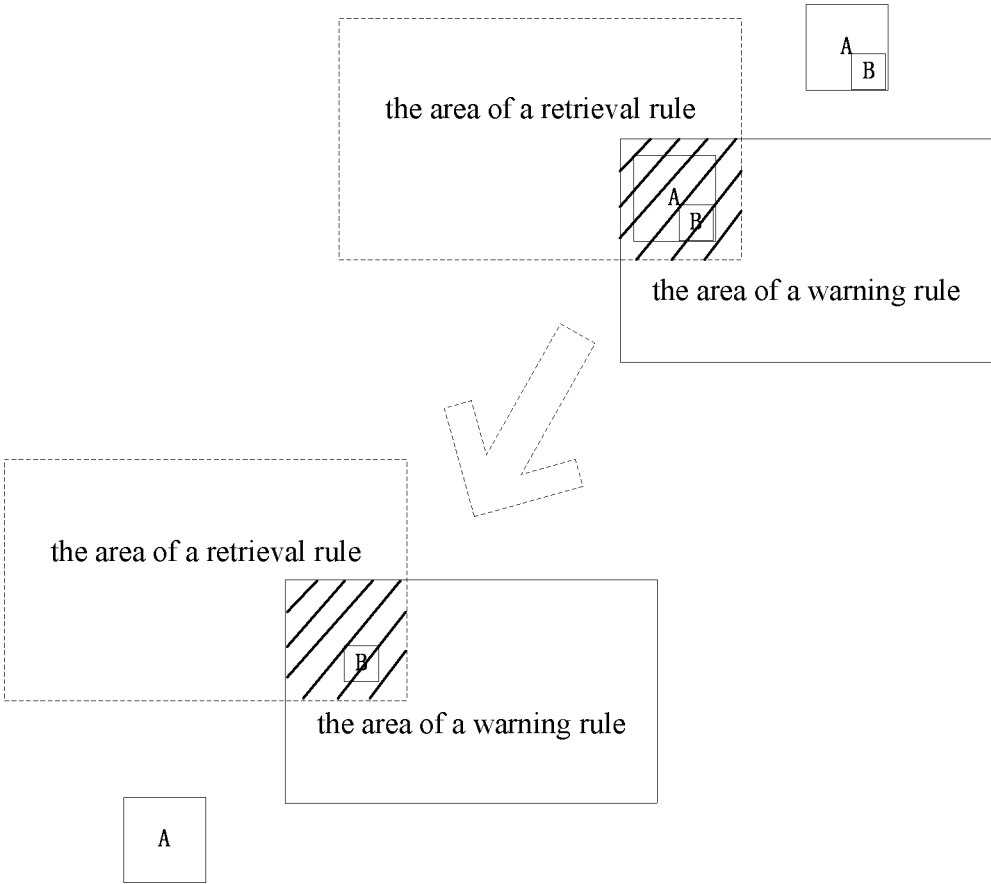 A
B
the area of a retrieval rule
A
B
the area of a warning rule
the area of a retrieval rule
B
the area of a warning rule
A